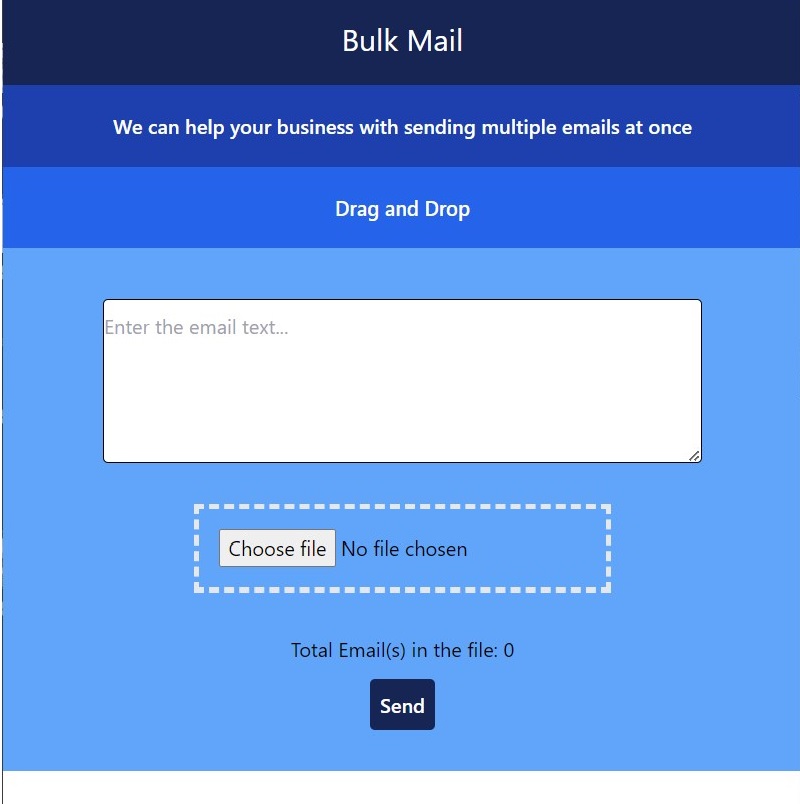 Bulk Mail
We can help your business with sending multiple emails at once
Drag and Drop
Enter the email text...
Choose file No file chosen
Total Email(s) in the file: 0
Send